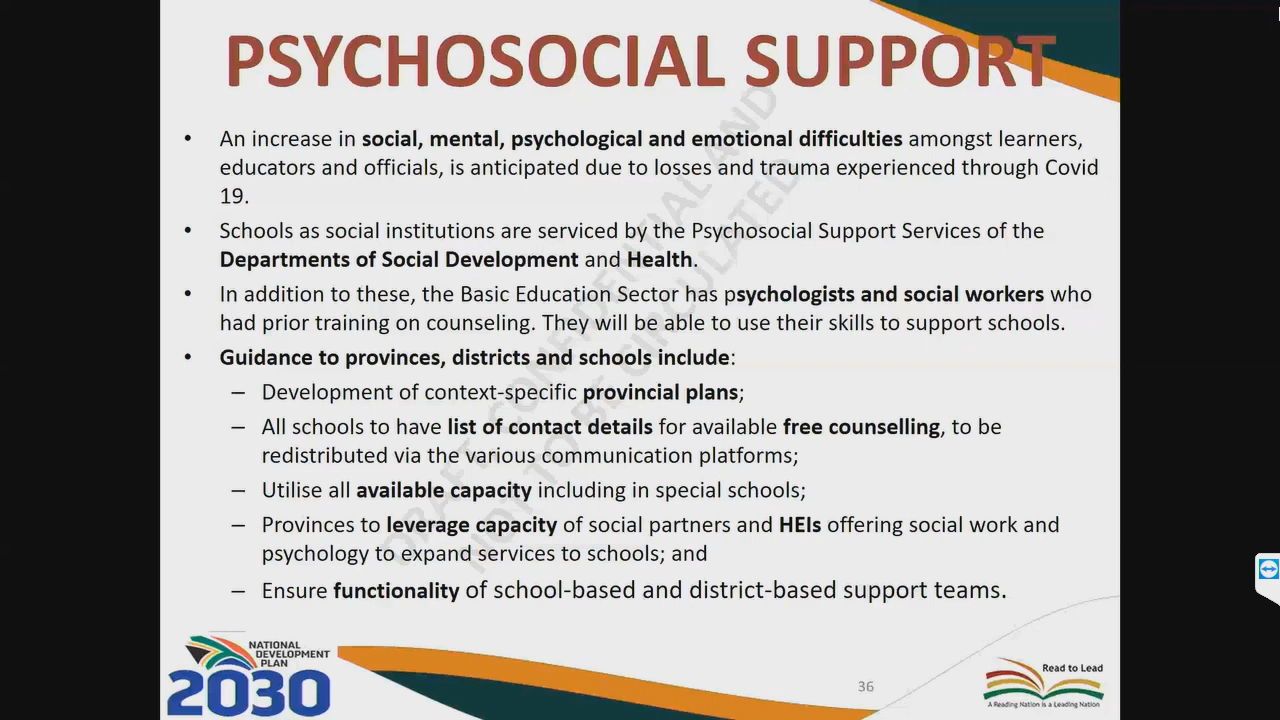 PSYCHOSOCIAL SUPPORT
• An increase in social, mental, psychological and emotional difficulties amongst learners,
educators and officials, is anticipated due to losses and trauma experienced through Covid
19.
• Schools as social institutions are serviced by the Psychosocial Support Services of the
Departments of Social Development and Health.
• In addition to these, the Basic Education Sector has psychologists and social workers who
had prior training on counseling. They will be able to use their skills to support schools.
• Guidance to provinces, districts and schools include:
– Development of context-specific provincial plans;
– All schools to have list of contact details for available free counselling, to be
redistributed via the various communication platforms;
– Utilise all available capacity including in special schools;
– Provinces to leverage capacity of social partners and HEIs offering social work and
psychology to expand services to schools; and
– Ensure functionality of school-based and district-based support teams.
DRAFT CONFIDENTIAL AND
NOT TO BE CIRCULATED
NATIONAL
DEVELOPMENT
PLAN
2030
36
Read to Lead
A Reading Nation is a Leading Nation